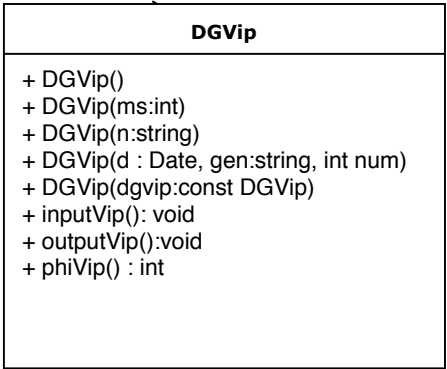 DGVip
+ DGVip()
+ DGVip(ms:int)
+ DGVip(n:string)
+ DGVip(d : Date, gen:string, int num)
+ DGVip(dgvip:const DGVip)
+ inputVip(): void
+ outputVip():void
+ phiVip() : int